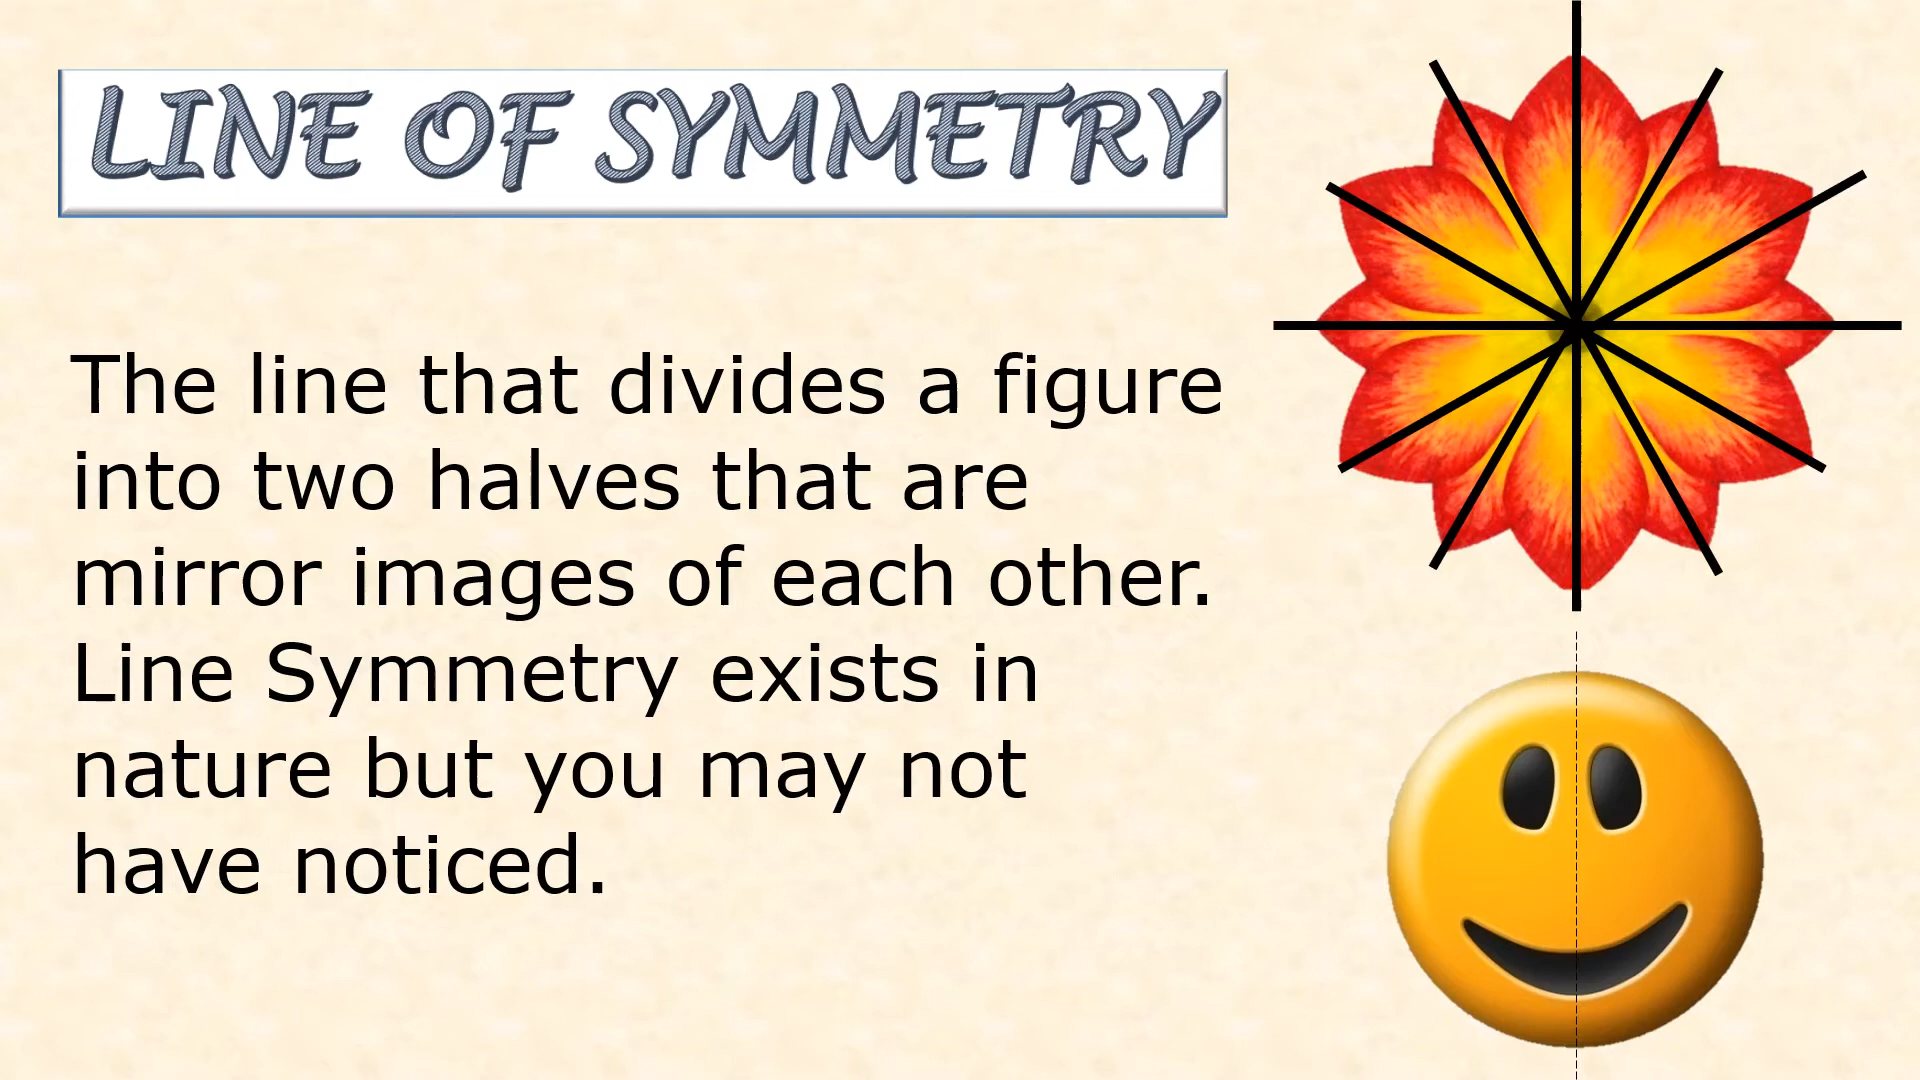 LINE OF SYMMETRY
The line that divides a figure
into two halves that are
mirror images of each other.
Line Symmetry exists in
nature but you may not
have noticed.